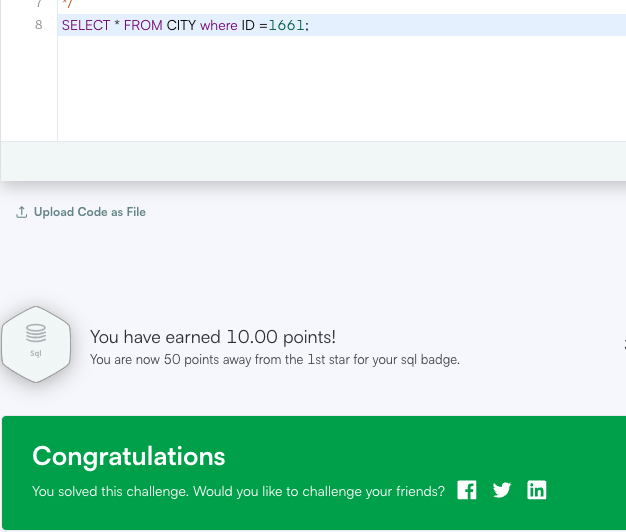 7 */
8 SELECT * FROM CITY where ID =1661;
Upload Code as File
Sql
You have earned 10.00 points!
You are now 50 points away from the 1st star for your sql badge.
Congratulations
You solved this challenge. Would you like to challenge your friends?